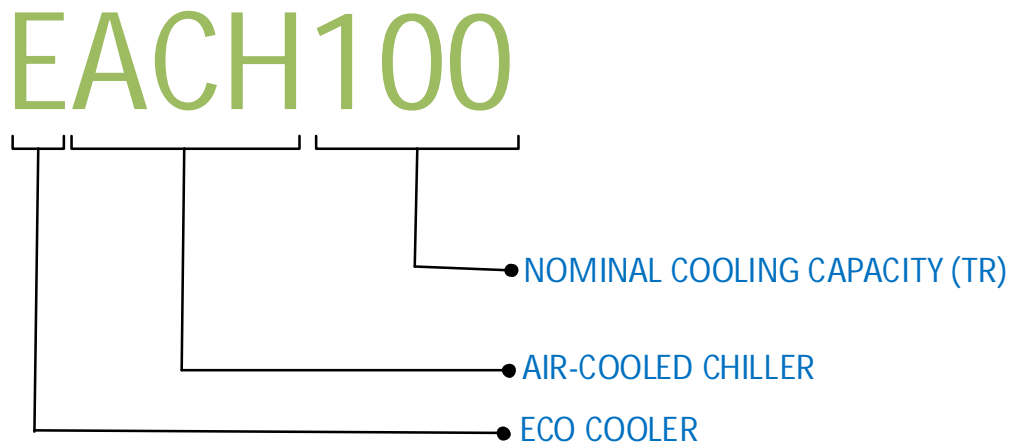 EACH100
NOMINAL COOLING CAPACITY (TR)
AIR-COOLED CHILLER
ECO COOLER